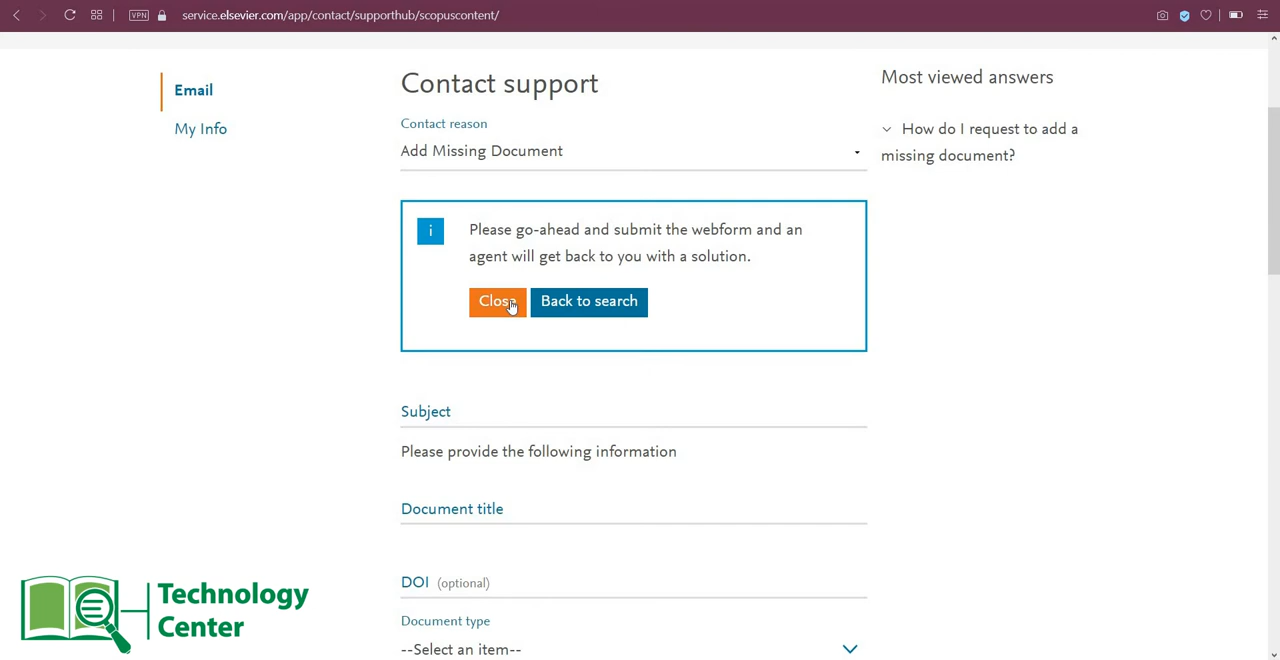 VPN
service.elsevier.com/app/contact/supporthub/scopuscontent/
Email
My Info
Contact support
Contact reason
Add Missing Document
i
Please go-ahead and submit the webform and an
agent will get back to you with a solution.
Close
Back to search
Subject
Please provide the following information
Document title
DOI (optional)
Document type
--Select an item--
Most viewed answers
How do I request to add a
missing document?
Technology
Center